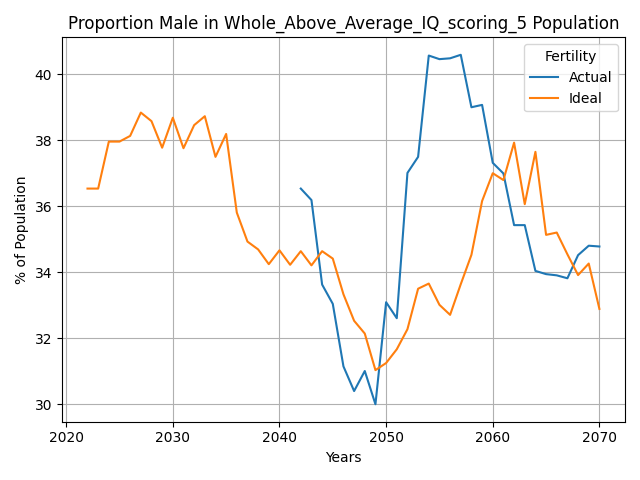 Proportion Male in Whole_Above_Average_IQ_scoring_5 Population
Fertility
Actual
Ideal
% of Population
40
38
36
34
32
30
2020
2030
2040
2050
2060
2070
Years